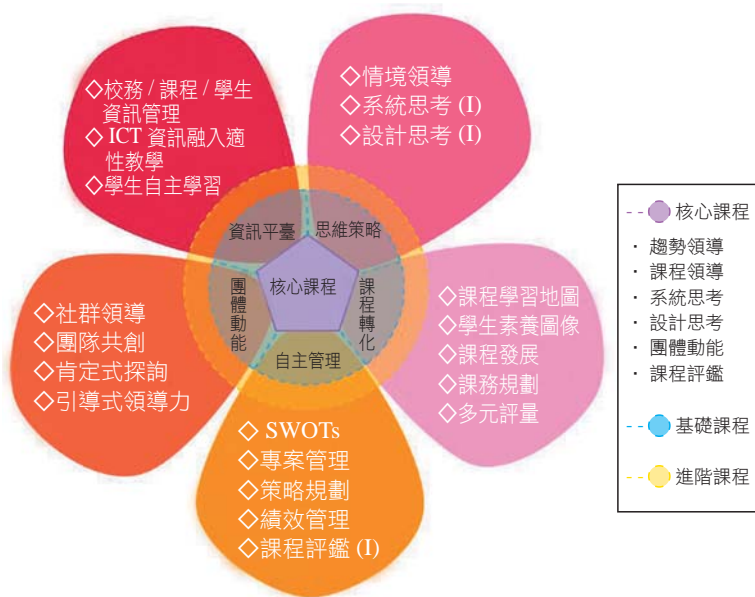 ◇校務 / 課程 / 學生
資訊管理
◇ICT 資訊融入適
性教學
◇學生自主學習
◇情境領導
◇系統思考 (I)
◇設計思考 (I)
資訊平臺
思維策略
團體動能
核心課程
課程轉化
自主管理
◇社群領導
◇團隊共創
◇肯定式探詢
◇引導式領導力
◇課程學習地圖
◇學生素養圖像
◇課程發展
◇課務規劃
◇多元評量
◇SWOTs
◇專案管理
◇策略規劃
◇績效管理
◇課程評鑑 (I)
核心課程
· 趨勢領導
· 課程領導
· 系統思考
· 設計思考
· 團體動能
· 課程評鑑
基礎課程
進階課程